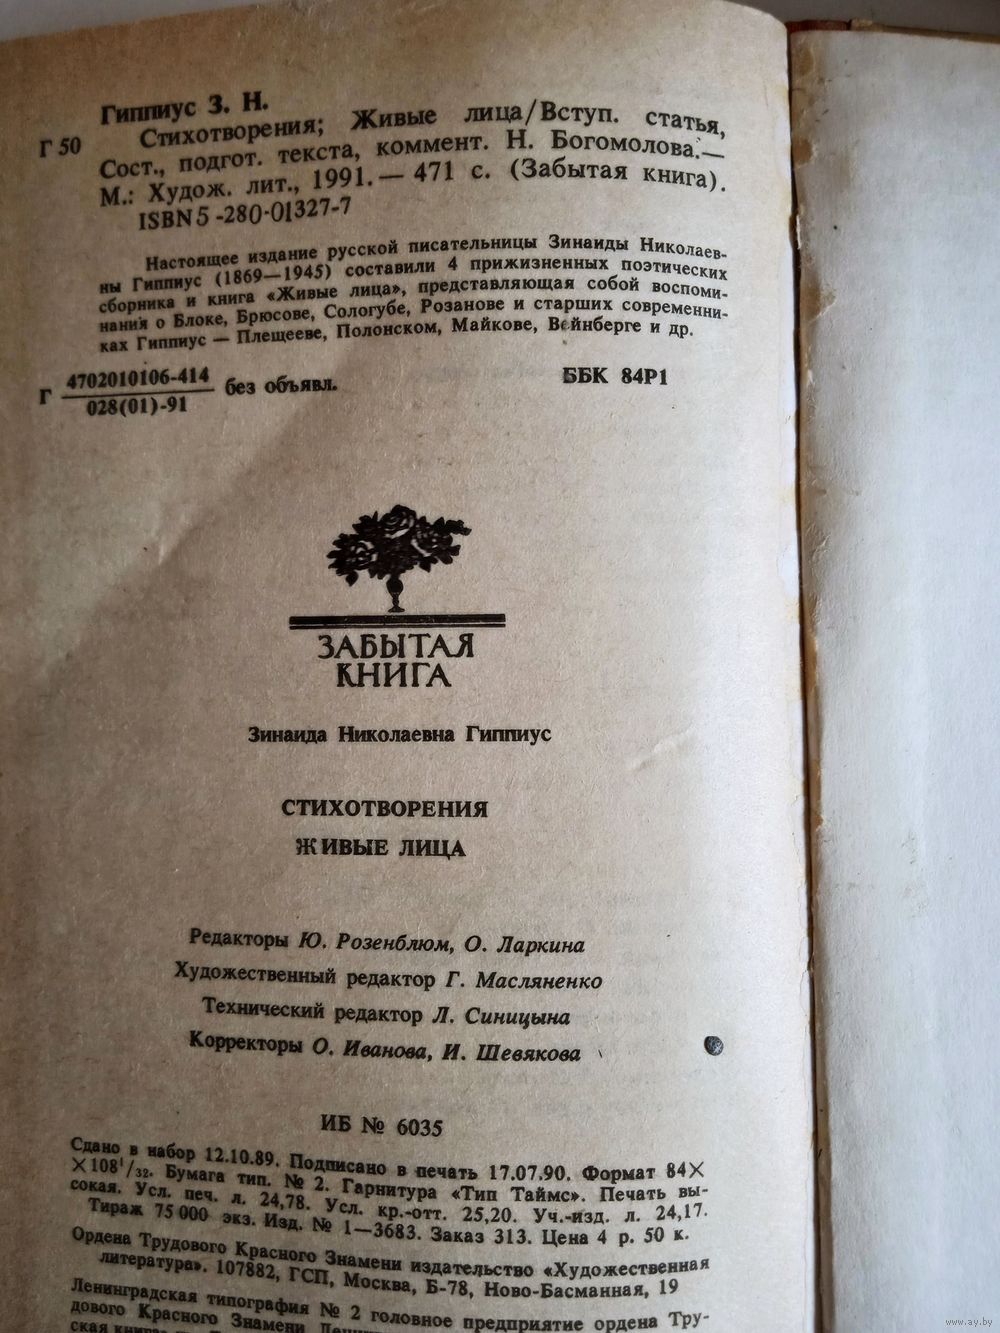 Гиппиус З. Н.
Г 50 Стихотворения; Живые лица/Вступ. статья,
Сост., подгот. текста, коммент. Н. Богомолова.—
М.: Худож. лит., 1991.— 471 с. (Забытая книга).
ISBN 5-280-01327-7
Настоящее издание русской писательницы Зинаиды Николаев-
ны Гиппиус (1869—1945) составили 4 прижизненных поэтических
сборника и книга «Живые лица», представляющая собой воспоми-
нания о Блоке, Брюсове, Сологубе, Розанове и старших современни-
ках Гиппиус — Плещееве, Полонском, Майкове, Вейнберге и др.
Г 4702010106-414 без объявл. ББК 84Р1
028(01)-91
ЗАБЫТАЯ
КНИГА
Зинаида Николаевна Гиппиус
СТИХОТВОРЕНИЯ
ЖИВЫЕ ЛИЦА
Редакторы Ю. Розенблюм, О. Ларкина
Художественный редактор Г. Масляненко
Технический редактор Л. Синицына
Корректоры О. Иванова, И. Шевякова
ИБ № 6035
Сдано в набор 12.10.89. Подписано в печать 17.07.90. Формат 84×
×108¹/₃₂. Бумага тип. № 2. Гарнитура «Тип Таймс». Печать вы-
сокая. Усл. печ. л. 24,78. Усл. кр.-отт. 25,20. Уч.-изд. л. 24,17.
Тираж 75 000 экз. Изд. № 1—3683. Заказ 313. Цена 4 р. 50 к.
Ордена Трудового Красного Знамени издательство «Художественная
литература». 107882, ГСП, Москва, Б-78, Ново-Басманная, 19
Ленинградская типография № 2 головное предприятие ордена Тру-
дового Красного Знамени
www.ay.by